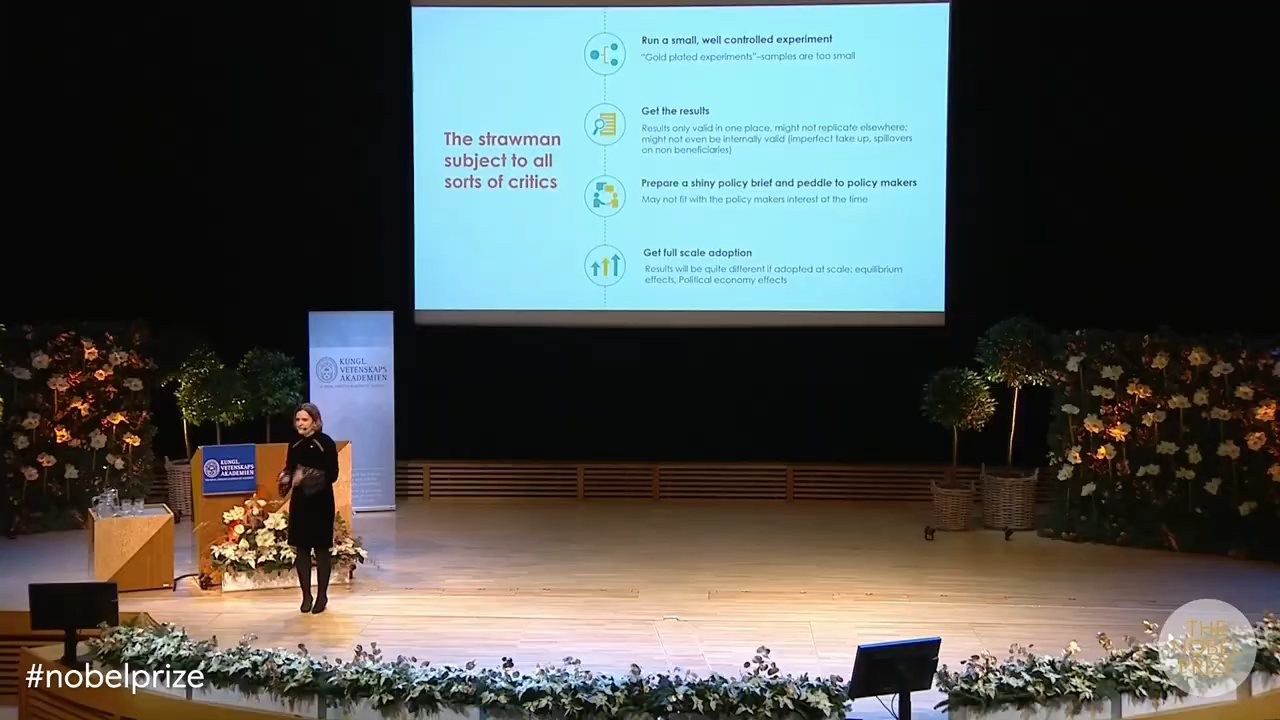 Run a small, well controlled experiment
"Gold plated experiments"–samples are too small
Get the results
Results only valid in one place, might not replicate elsewhere;
might not even be internally valid (imperfect take up, spillovers
on non beneficiaries)
The strawman
subject to all
sorts of critics
Prepare a shiny policy brief and peddle to policy makers
May not fit with the policy makers interest at the time
Get full scale adoption
Results will be quite different if adopted at scale: equilibrium
effects, Political economy effects
KUNGL.
VETENSKAPS
AKADEMIEN
KUNGL.
VETENSKAPS
AKADEMIEN
#nobelprize
THE
NOBEL
PRIZE